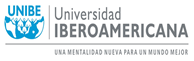 UNIBE
Universidad
IBEROAMERICANA
UNA MENTALIDAD NUEVA PARA UN MUNDO MEJOR